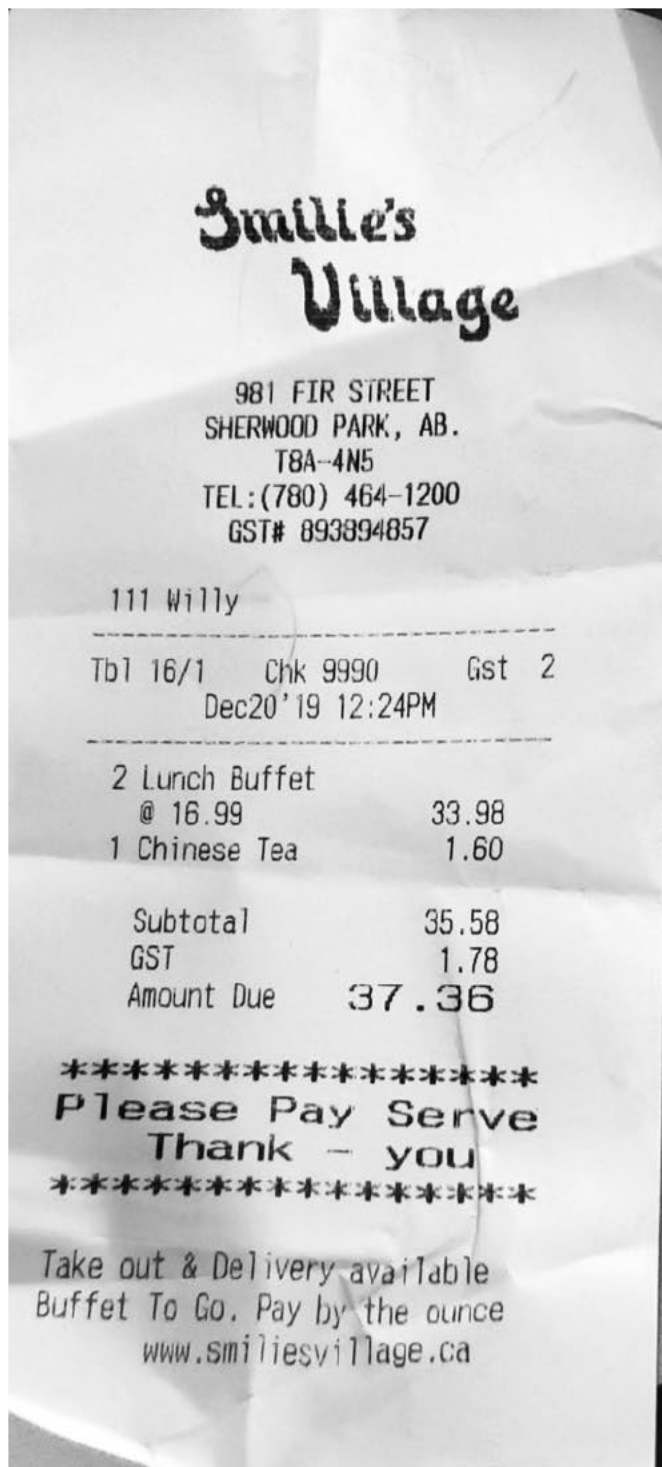 Smilie's
Village
981 FIR STREET
SHERWOOD PARK, AB.
T8A-4N5
TEL:(780) 464-1200
GST# 893894857
111 Willy
--------------------------------
Tbl 16/1 Chk 9990 Gst 2
Dec20'19 12:24PM
--------------------------------
2 Lunch Buffet
@ 16.99 33.98
1 Chinese Tea 1.60
Subtotal 35.58
GST 1.78
Amount Due 37.36
****************
Please Pay Serve
Thank - you
****************
Take out & Delivery available
Buffet To Go. Pay by the ounce
www.smiliesvillage.ca